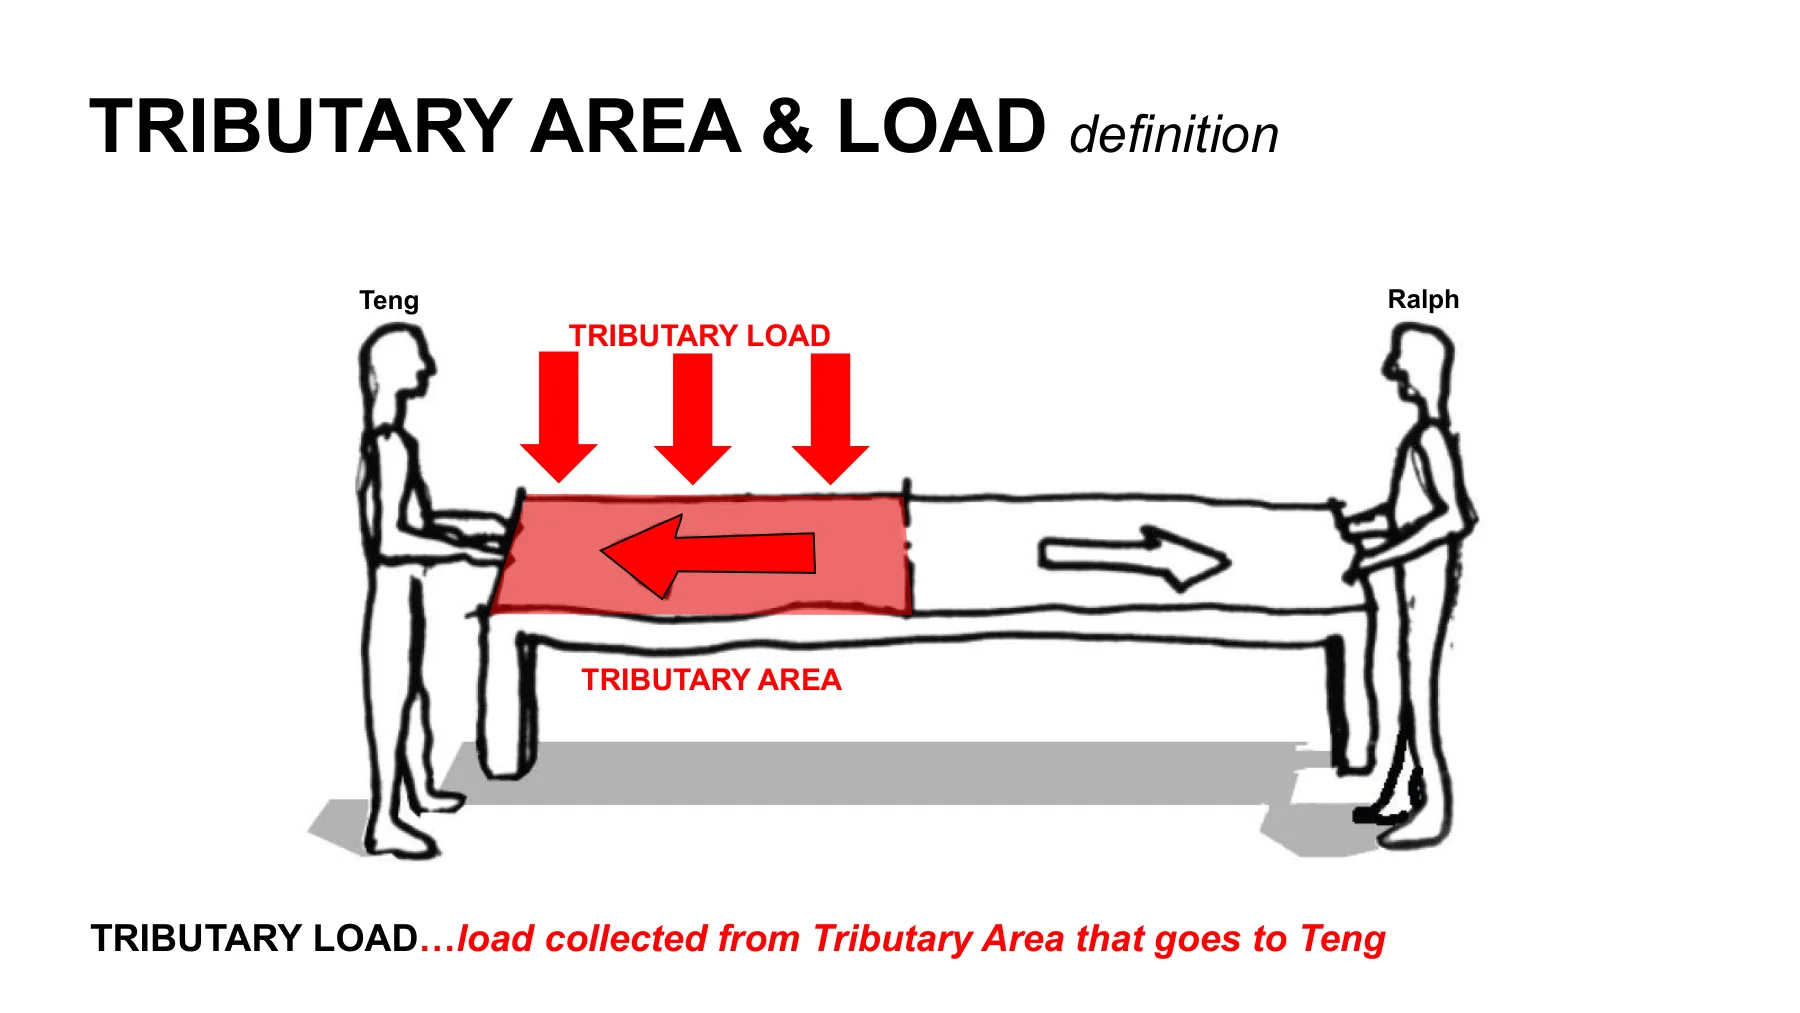 TRIBUTARY AREA & LOAD definition
Teng
Ralph
TRIBUTARY LOAD
TRIBUTARY AREA
TRIBUTARY LOAD…load collected from Tributary Area that goes to Teng